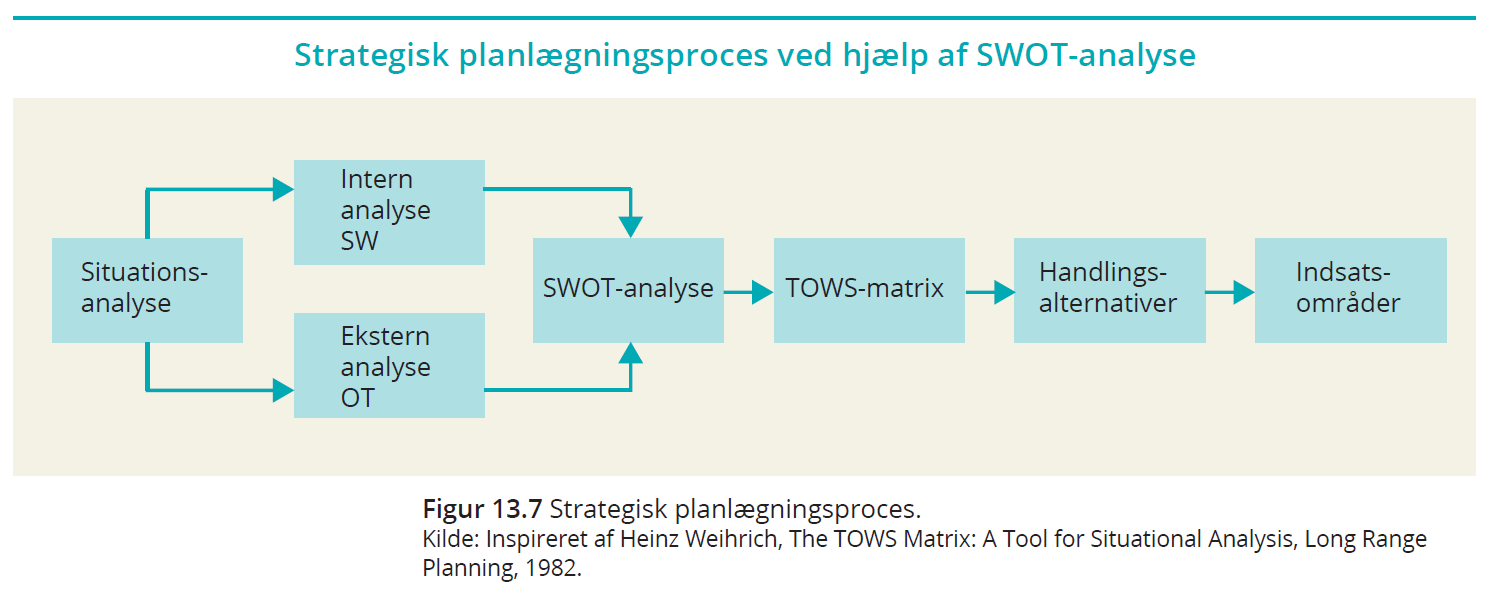 Strategisk planlægningsproces ved hjælp af SWOT-analyse
Situations-
analyse
Intern
analyse
SW
Ekstern
analyse
OT
SWOT-analyse
TOWS-matrix
Handlings-
alternativer
Indsats-
områder
Figur 13.7 Strategisk planlægningsproces.
Kilde: Inspireret af Heinz Weihrich, The TOWS Matrix: A Tool for Situational Analysis, Long Range
Planning, 1982.